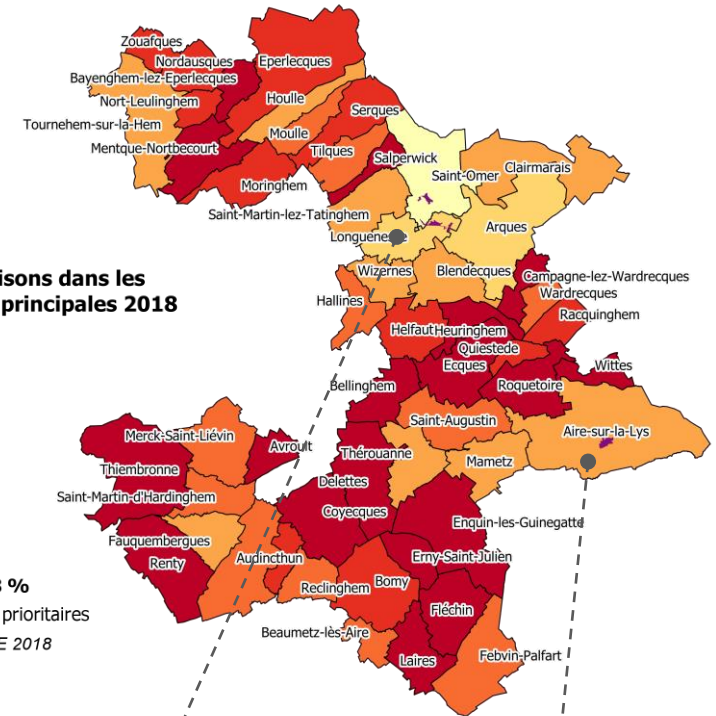 Zouafques
Nordausques
Eperlecques
Bayenghem-lez-Eperlecques
Nort-Leulinghem
Houlle
Serques
Tournehem-sur-la-Hem
Moulle
Mentque-Nortbecourt
Tilques
Salperwick
Clairmarais
Saint-Omer
Moringhem
Saint-Martin-lez-Tatinghem
Arques
Longuenesse
isons dans les
principales 2018
Wizernes
Blendecques
Campagne-lez-Wardrecques
Wardrecques
Hallines
Racquinghem
Helfaut
Heuringhem
Quiestede
Ecques
Wittes
Bellinghem
Roquetoire
Saint-Augustin
Aire-sur-la-Lys
Merck-Saint-Liévin
Avroult
Thérouanne
Mametz
Thiembronne
Delettes
Saint-Martin-d'Hardinghem
Coyecques
Enquin-les-Guinegatte
Fauquembergues
Renty
Audincthun
Erny-Saint-Julien
Reclinghem
Bomy
%
prioritaires
Fléchin
Beaumetz-lès-Aire
E 2018
Laires
Febvin-Palfart